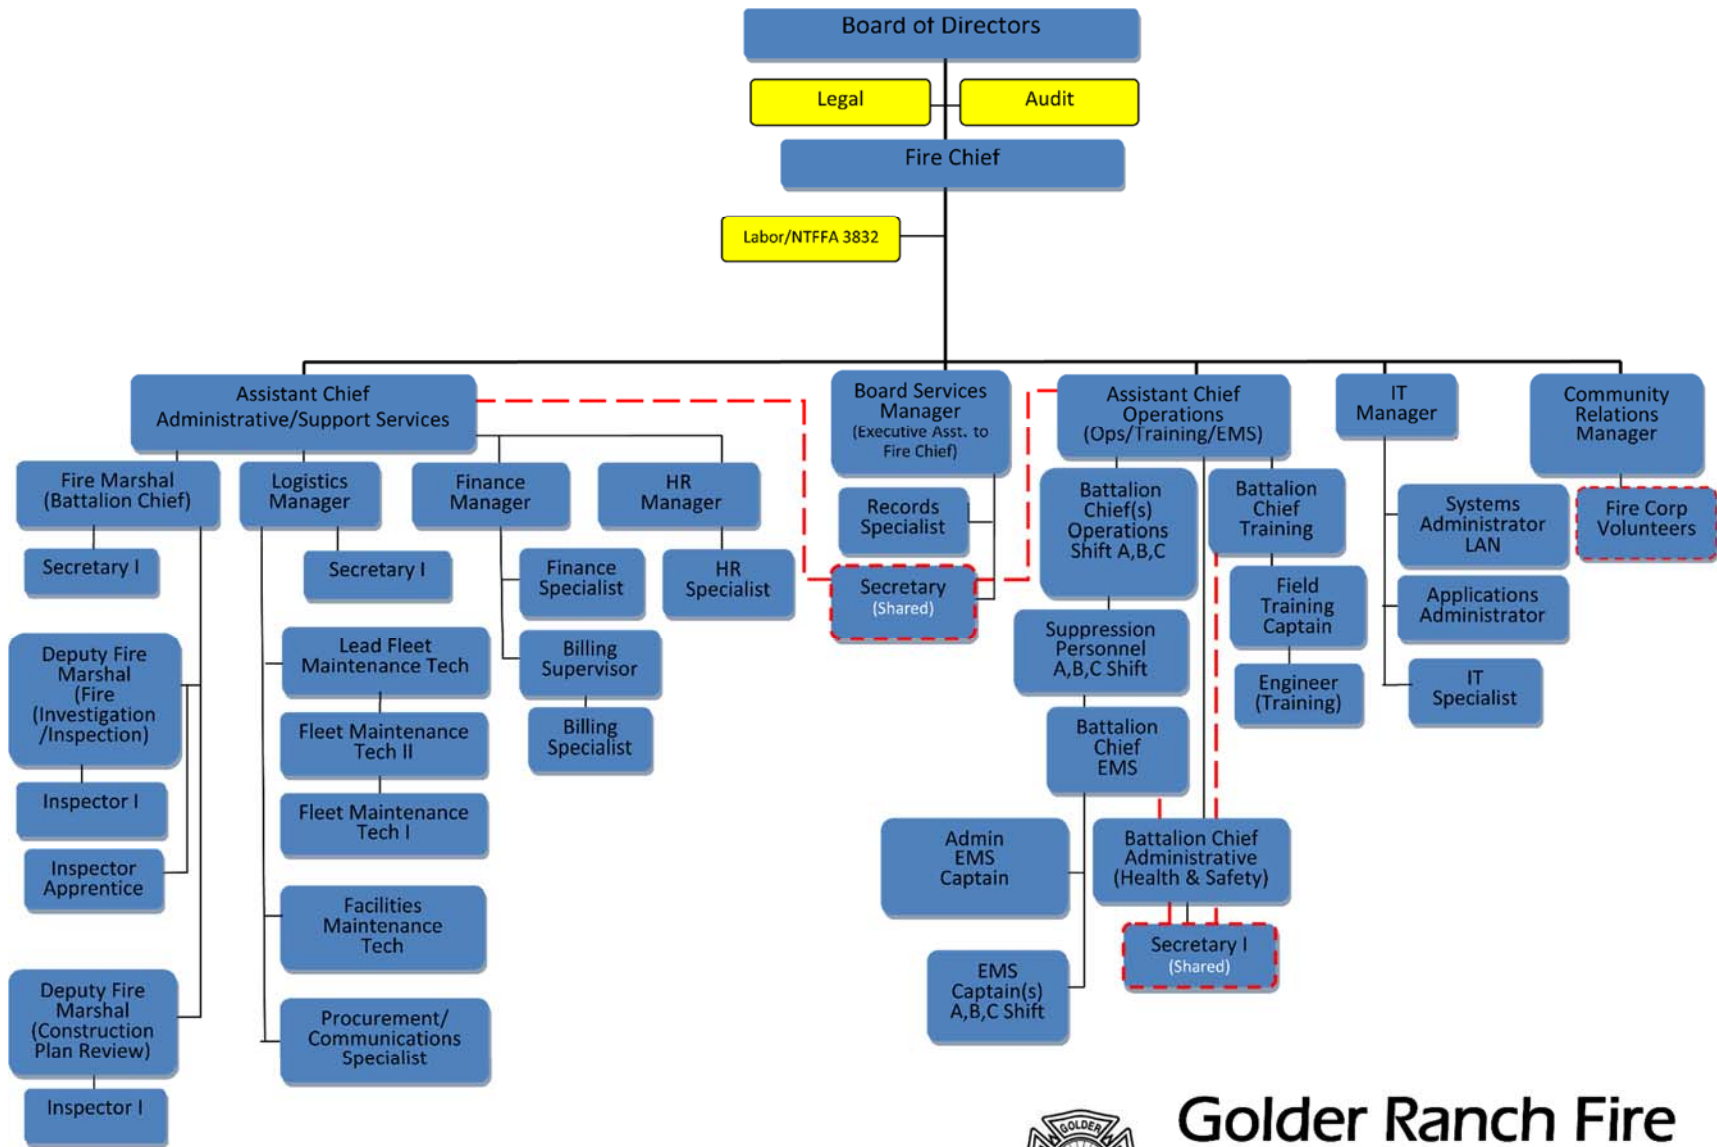 Board of Directors
Legal
Audit
Fire Chief
Labor/NTFFA 3832
Assistant Chief
Administrative/Support Services
Board Services
Manager
(Executive Asst. to
Fire Chief)
Assistant Chief
Operations
(Ops/Training/EMS)
IT
Manager
Community
Relations
Manager
Fire Marshal
(Battalion Chief)
Logistics
Manager
Finance
Manager
HR
Manager
Records
Specialist
Battalion
Chief(s)
Operations
Shift A,B,C
Battalion
Chief
Training
Systems
Administrator
LAN
Fire Corp
Volunteers
Secretary I
Secretary I
Finance
Specialist
HR
Specialist
Secretary
(Shared)
Field
Training
Captain
Applications
Administrator
Deputy Fire
Marshal
(Fire
(Investigation
/Inspection)
Lead Fleet
Maintenance Tech
Billing
Supervisor
Suppression
Personnel
A,B,C Shift
Engineer
(Training)
IT
Specialist
Fleet Maintenance
Tech II
Billing
Specialist
Battalion
Chief
EMS
Inspector I
Fleet Maintenance
Tech I
Admin
EMS
Captain
Battalion Chief
Administrative
(Health & Safety)
Inspector
Apprentice
Facilities
Maintenance
Tech
Secretary I
(Shared)
Deputy Fire
Marshal
(Construction
Plan Review)
Procurement/
Communications
Specialist
EMS
Captain(s)
A,B,C Shift
Inspector I
GOLDER
Golder Ranch Fire